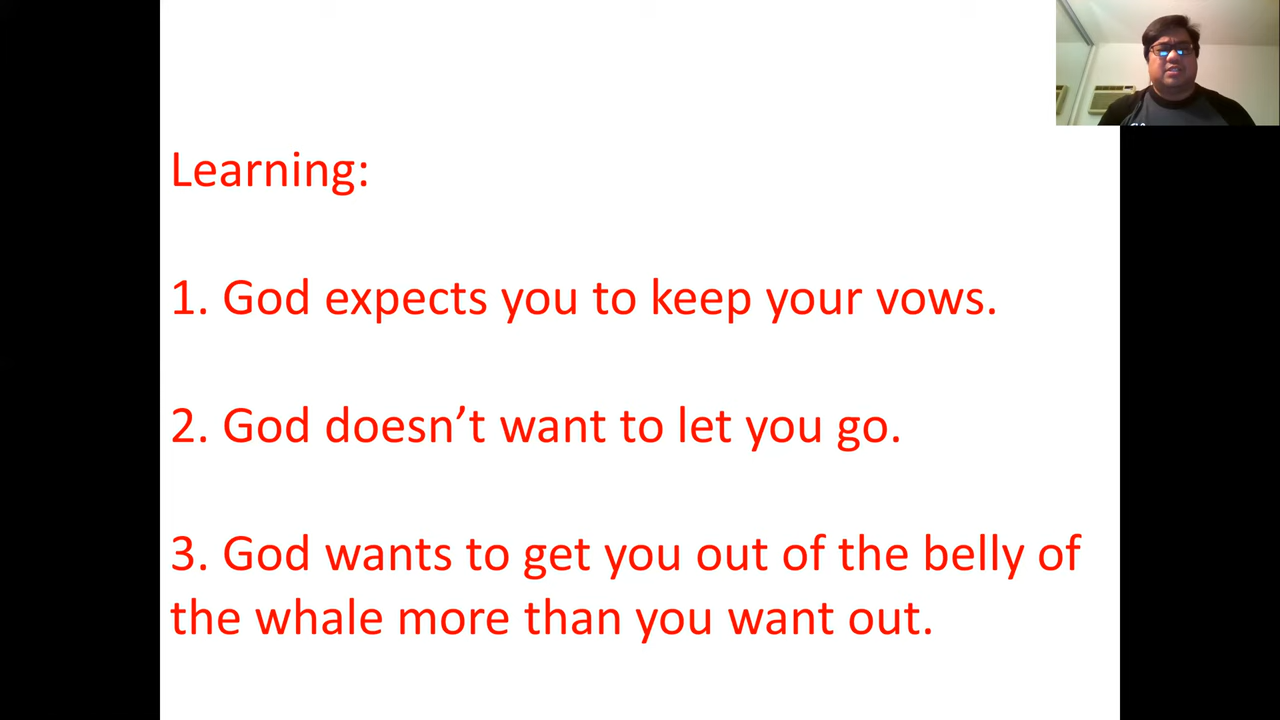 Learning:
1. God expects you to keep your vows.
2. God doesn’t want to let you go.
3. God wants to get you out of the belly of
the whale more than you want out.